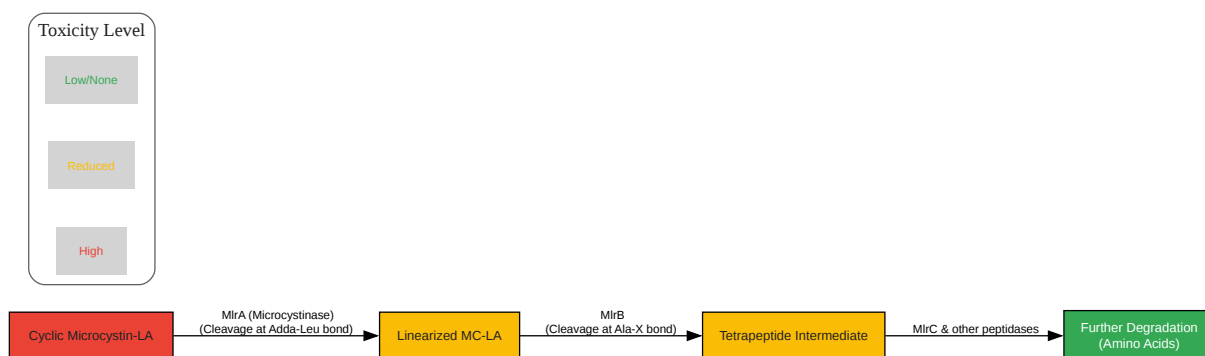 Toxicity Level
Low/None
Reduced
High
Cyclic Microcystin-LA
MlrA (Microcystinase)
(Cleavage at Adda-Leu bond)
Linearized MC-LA
MlrB
(Cleavage at Ala-X bond)
Tetrapeptide Intermediate
MlrC & other peptidases
Further Degradation
(Amino Acids)